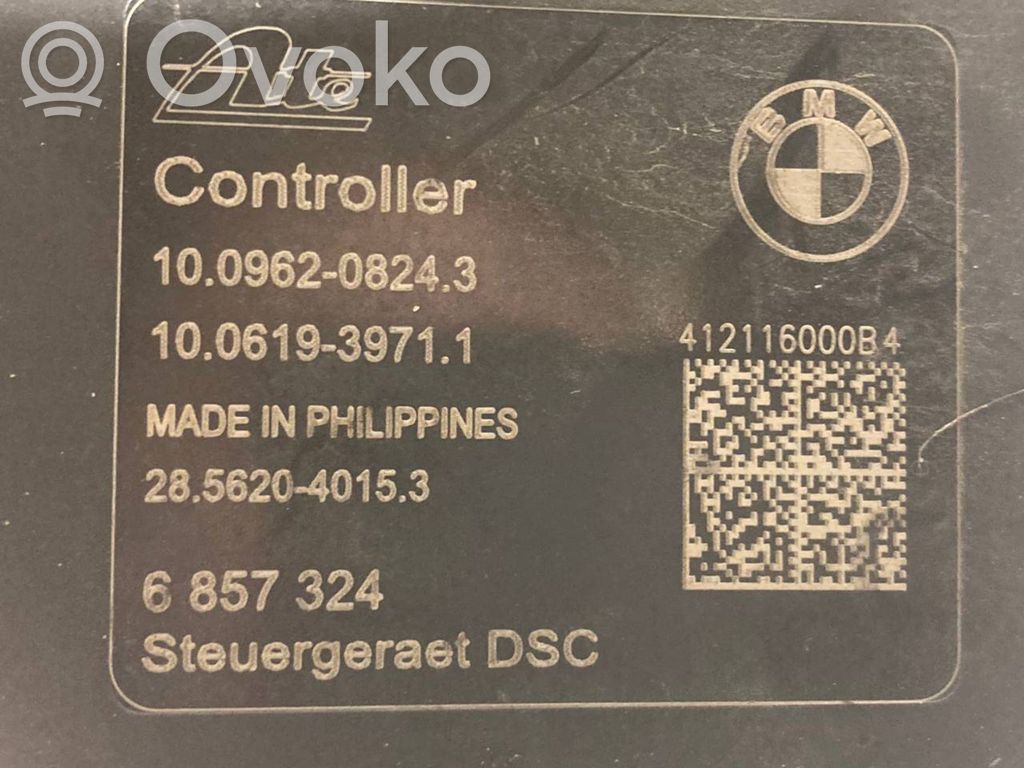 Ate
Ovoko
BMW
Controller
10.0962-0824.3
10.0619-3971.1
412116000B4
MADE IN PHILIPPINES
28.5620-4015.3
6 857 324
Steuergeraet DSC